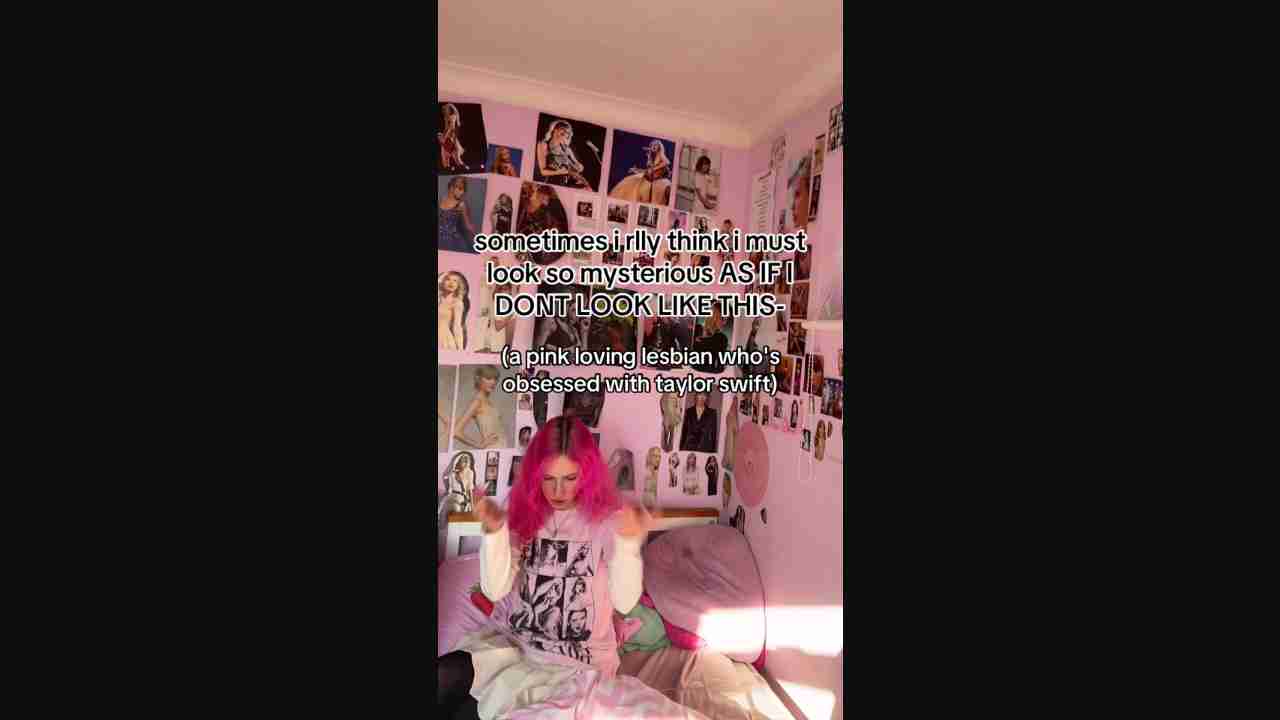 sometimes i rlly think i must
look so mysterious AS IF I
DONT LOOK LIKE THIS-
(a pink loving lesbian who's
obsessed with taylor swift)